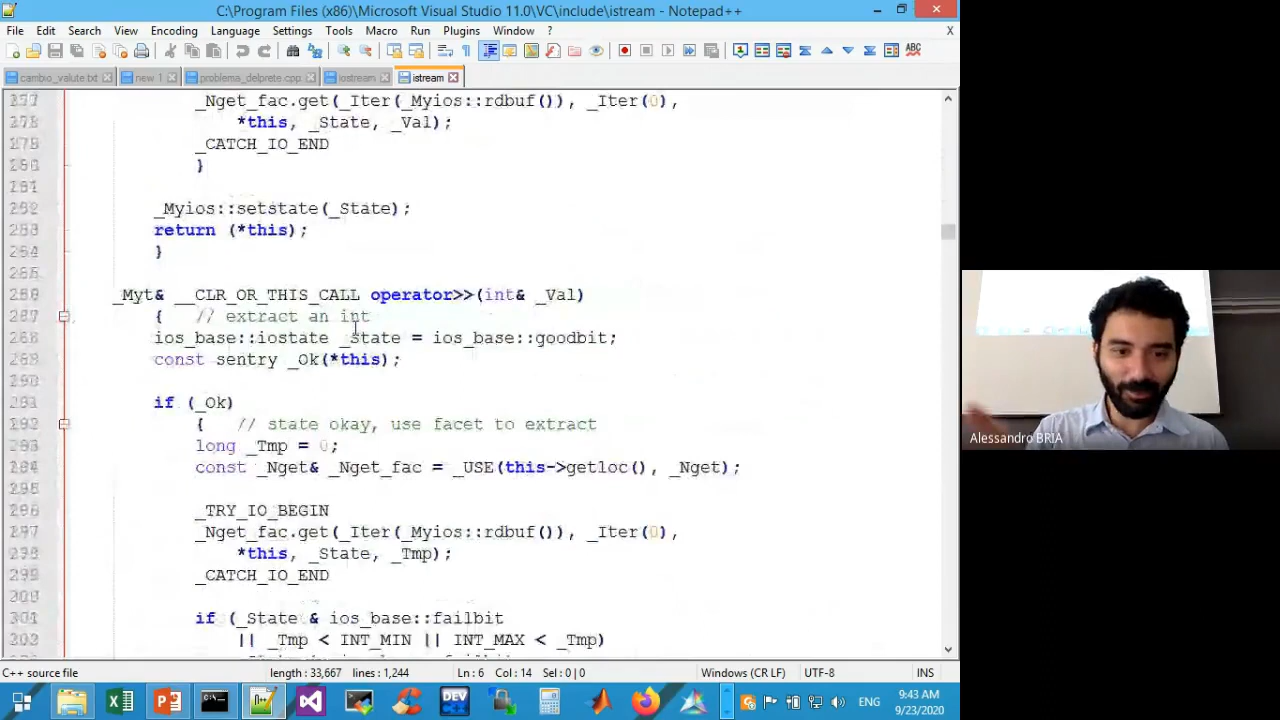 C:\Program Files (x86)\Microsoft Visual Studio 11.0\VC\include\istream - Notepad++
File Edit Search View Encoding Language Settings Tools Macro Run Plugins Window ? X
cambio_valute.txt new 1 problema_delprete.cpp iostream istream
_Nget_fac.get(_Iter(_Myios::rdbuf()), _Iter(0),
*this, _State, _Val);
_CATCH_IO_END
}
_Myios::setstate(_State);
return (*this);
}
_Myt& __CLR_OR_THIS_CALL operator>>(int& _Val)
{ // extract an int
ios_base::iostate _State = ios_base::goodbit;
const sentry _Ok(*this);
if (_Ok)
{ // state okay, use facet to extract
long _Tmp = 0;
const _Nget& _Nget_fac = _USE(this->getloc(), _Nget);
_TRY_IO_BEGIN
_Nget_fac.get(_Iter(_Myios::rdbuf()), _Iter(0),
*this, _State, _Tmp);
_CATCH_IO_END
if (_State & ios_base::failbit
|| _Tmp < INT_MIN || INT_MAX < _Tmp)
C++ source file length : 33,667 lines : 1,244 Ln : 6 Col : 14 Sel : 0 | 0 Windows (CR LF) UTF-8 INS
DEV
ENG
9:43 AM
9/23/2020
Alessandro BRIA